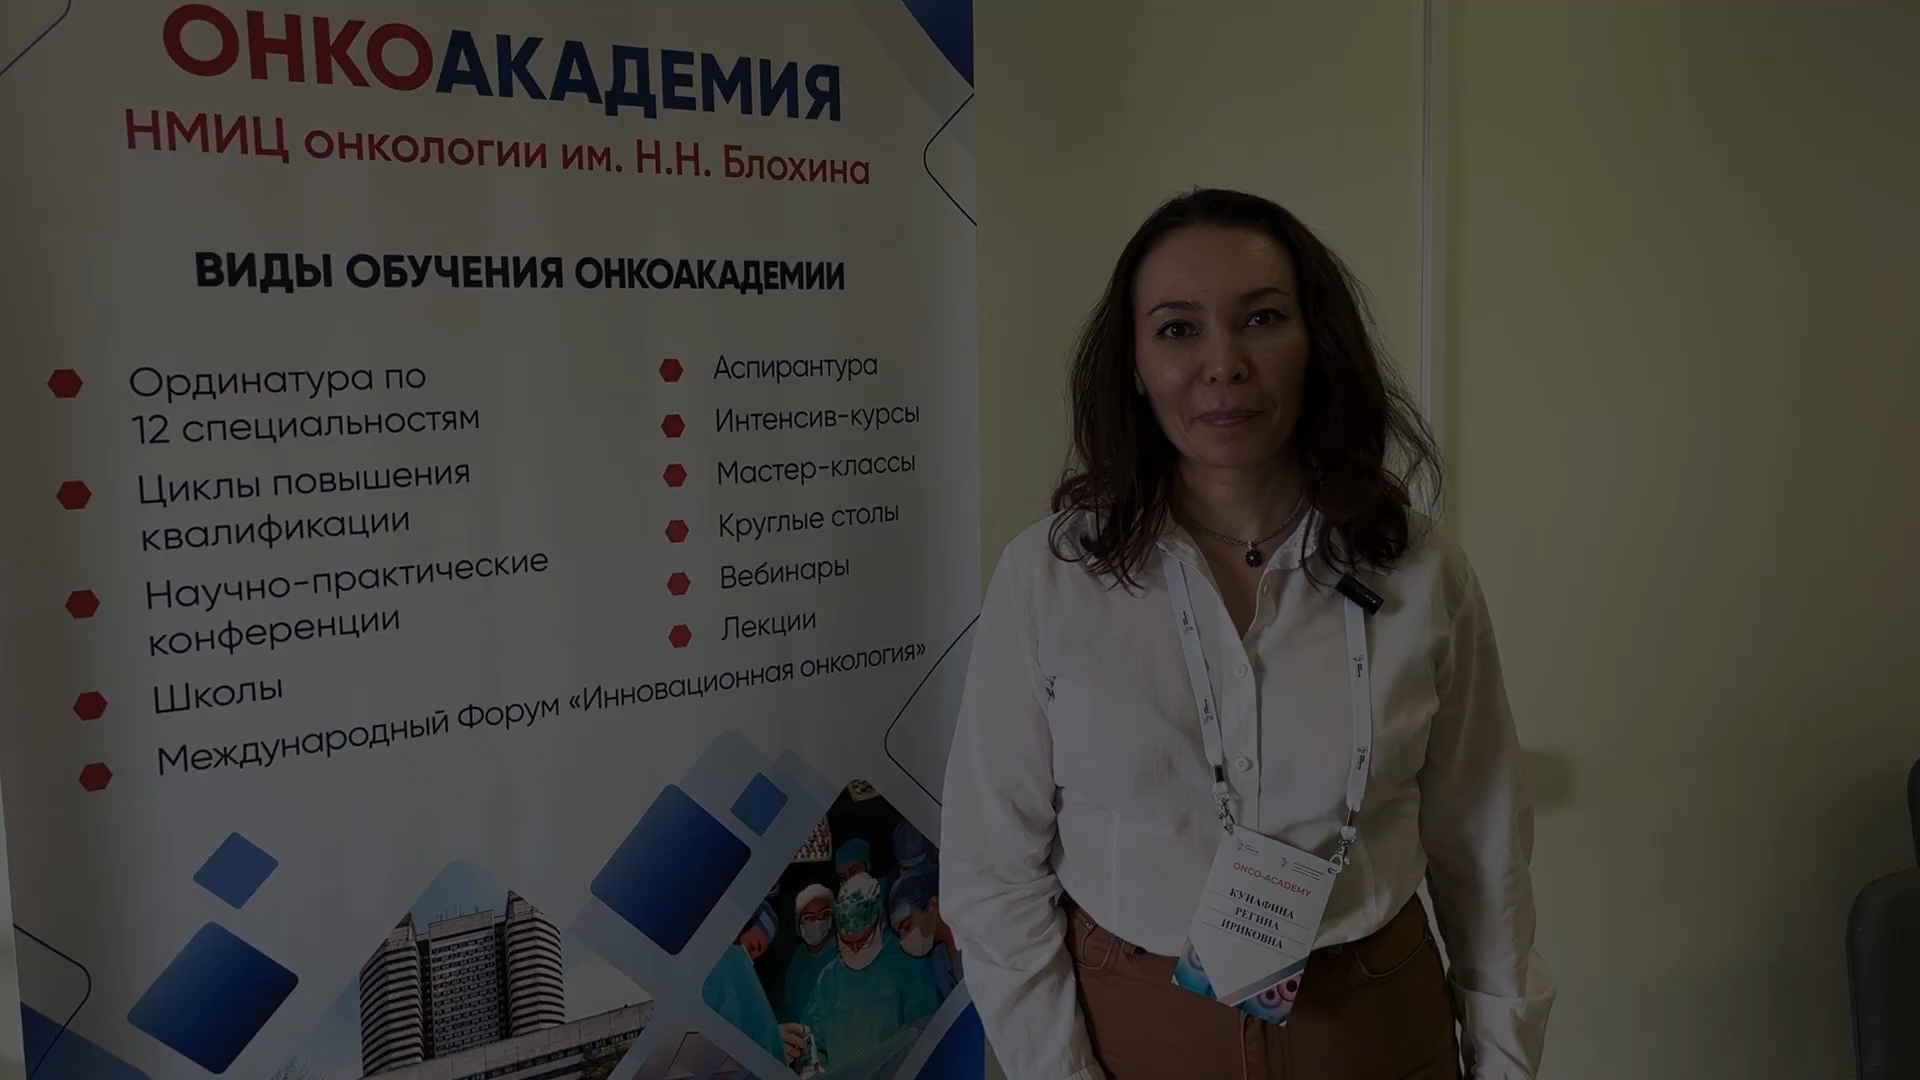 ОНКОАКАДЕМИЯ
НМИЦ онкологии им. Н.Н. Блохина
ВИДЫ ОБУЧЕНИЯ ОНКОАКАДЕМИИ
Ординатура по
12 специальностям
Циклы повышения
квалификации
Научно-практические
конференции
Школы
Международный Форум «Инновационная онкология»
Аспирантура
Интенсив-курсы
Мастер-классы
Круглые столы
Вебинары
Лекции
ONCO-ACADEMY
КУНАФИНА
РЕГИНА
ИРИКОВНА